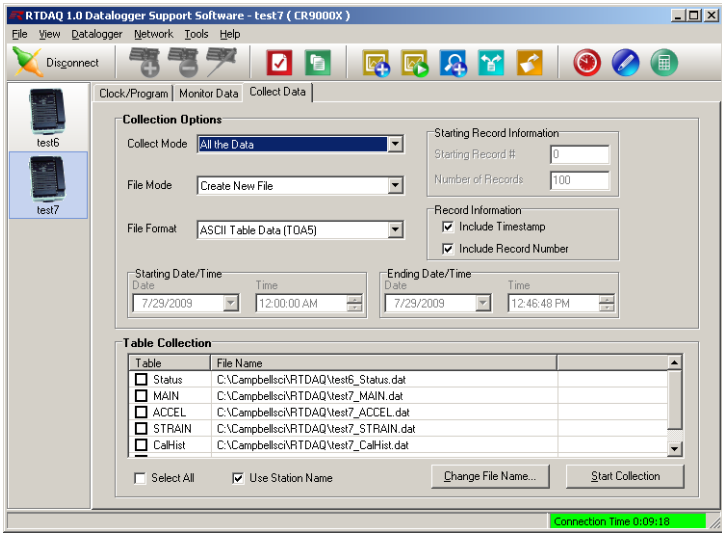 RTDAQ 1.0 Datalogger Support Software - test7 ( CR9000X )
File View Datalogger Network Tools Help
Disconnect
Clock/Program Monitor Data Collect Data
test6
test7
Collection Options
Collect Mode All the Data
File Mode Create New File
File Format ASCII Table Data (TOA5)
Starting Record Information
Starting Record # 0
Number of Records 100
Record Information
Include Timestamp
Include Record Number
Starting Date/Time
Date Time
7/29/2009 12:00:00 AM
Ending Date/Time
Date Time
7/29/2009 12:46:48 PM
Table Collection
Table File Name
Status C:\Campbellsci\RTDAQ\test6_Status.dat
MAIN C:\Campbellsci\RTDAQ\test7_MAIN.dat
ACCEL C:\Campbellsci\RTDAQ\test7_ACCEL.dat
STRAIN C:\Campbellsci\RTDAQ\test7_STRAIN.dat
CalHist C:\Campbellsci\RTDAQ\test7_CalHist.dat
Select All Use Station Name Change File Name... Start Collection
Connection Time 0:09:18